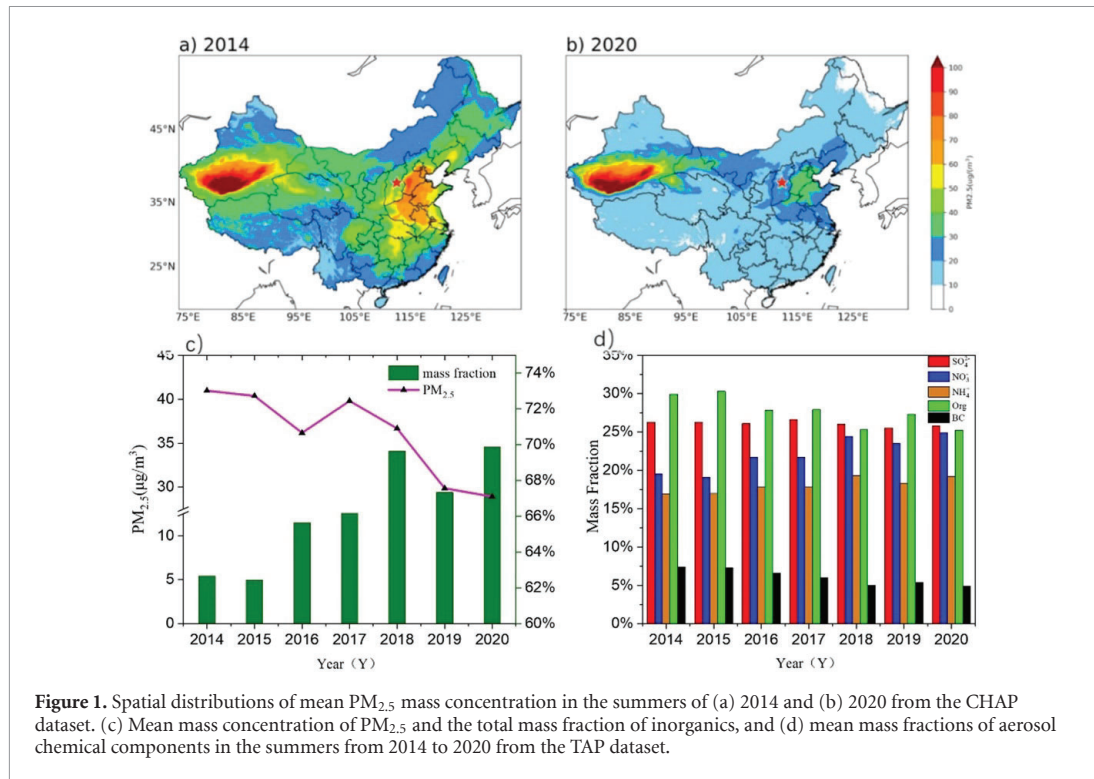 a) 2014
b) 2020
45°N
35°N
25°N
75°E 85°E 95°E 105°E 115°E 125°E
75°E 85°E 95°E 105°E 115°E 125°E
100
90
80
70
60
50
40
30
20
10
0
PM2.5(ug/m3)
c)
mass fraction
PM2.5
45
40
35
30
10
5
0
PM2.5(μg/m3)
74%
72%
70%
68%
66%
64%
62%
60%
2014 2015 2016 2017 2018 2019 2020
Year（Y）
d)
SO42-
NO3-
NH4-
Org
BC
35%
30%
25%
20%
15%
10%
5%
0%
Mass Fraction
2014 2015 2016 2017 2018 2019 2020
Year（Y）
Figure 1. Spatial distributions of mean PM2.5 mass concentration in the summers of (a) 2014 and (b) 2020 from the CHAP
dataset. (c) Mean mass concentration of PM2.5 and the total mass fraction of inorganics, and (d) mean mass fractions of aerosol
chemical components in the summers from 2014 to 2020 from the TAP dataset.